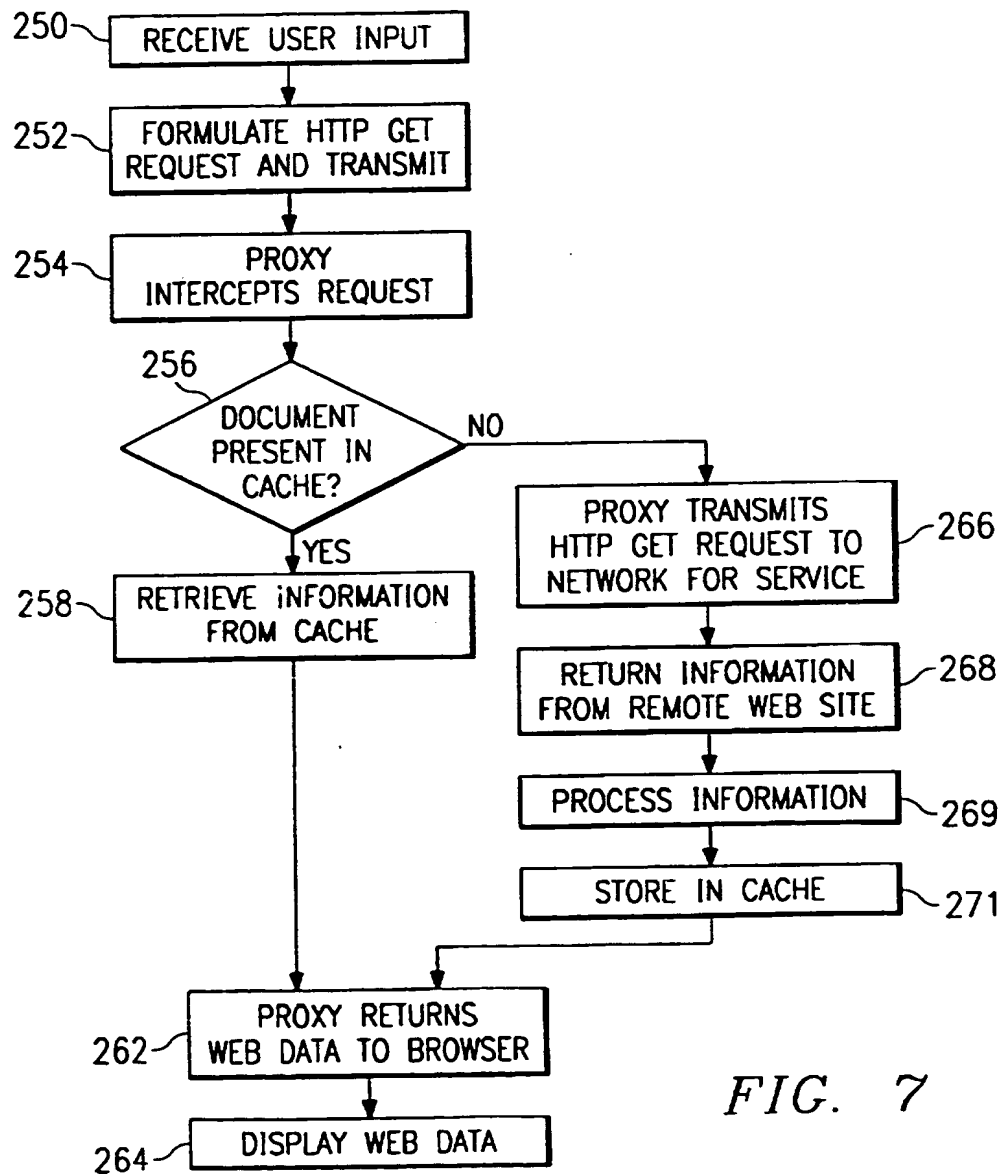 250
RECEIVE USER INPUT
252
FORMULATE HTTP GET
REQUEST AND TRANSMIT
254
PROXY
INTERCEPTS REQUEST
256
DOCUMENT
PRESENT IN
CACHE?
NO
YES
258
RETRIEVE iNFORMATION
FROM CACHE
PROXY TRANSMITS
HTTP GET REQUEST TO
NETWORK FOR SERVICE
266
RETURN INFORMATION
FROM REMOTE WEB SITE
268
PROCESS INFORMATION
269
STORE IN CACHE
271
PROXY RETURNS
WEB DATA TO BROWSER
262
DISPLAY WEB DATA
264
FIG. 7